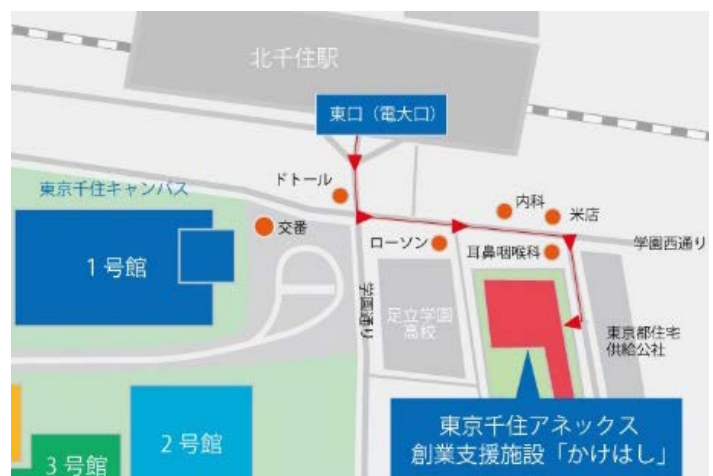 北千住駅
東口（電大口）
ドトール
東京千住キャンパス
内科
米店
交番
ローソン
耳鼻咽喉科
学園西通り
1号館
学園通り
足立学園
高校
東京都住宅
供給公社
2号館
3号館
東京千住アネックス
創業支援施設「かけはし」